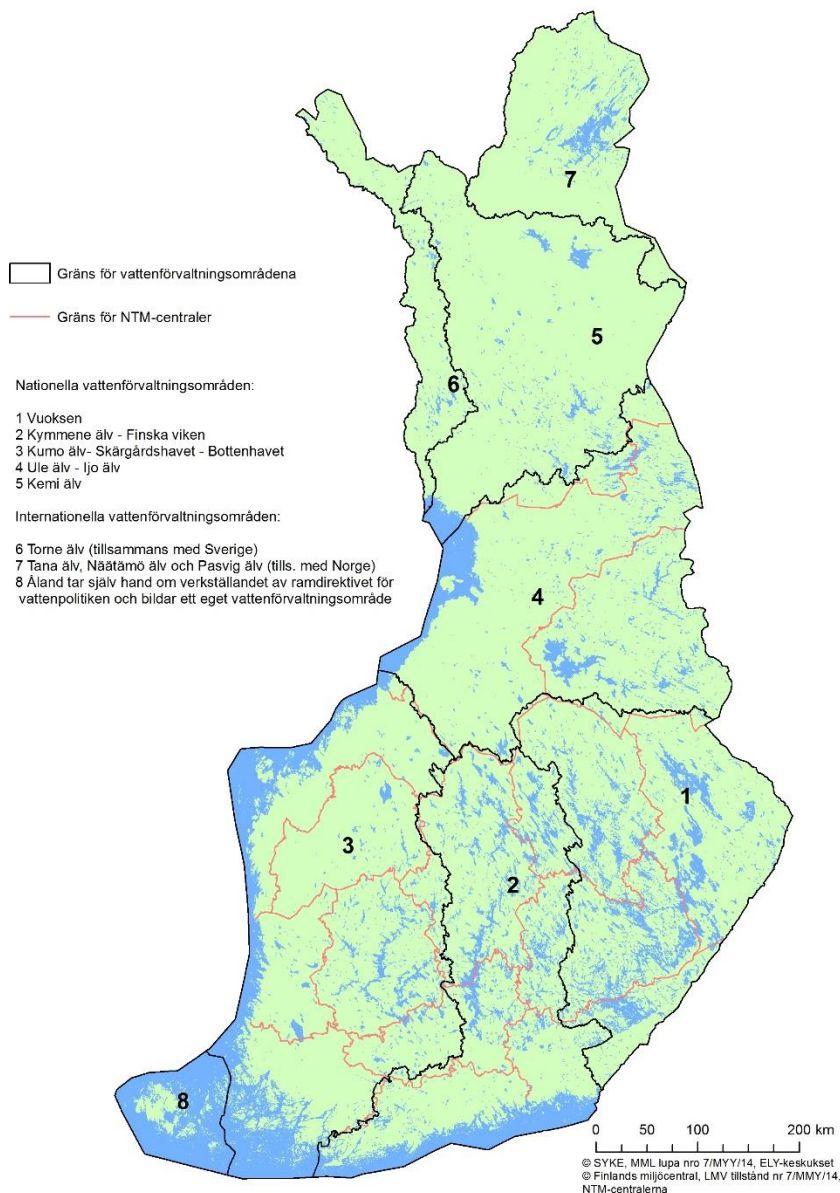 Gräns för vattenförvaltningsområdena
Gräns för NTM-centraler
Nationella vattenförvaltningsområden:
1 Vuoksen
2 Kymmene älv - Finska viken
3 Kumo älv- Skärgårdshavet - Bottenhavet
4 Ule älv - Ijo älv
5 Kemi älv
Internationella vattenförvaltningsområden:
6 Torne älv (tillsammans med Sverige)
7 Tana älv, Näätämö älv och Pasvig älv (tills. med Norge)
8 Åland tar själv hand om verkställandet av ramdirektivet för
vattenpolitiken och bildar ett eget vattenförvaltningsområde
7
5
6
4
1
3
2
8
0 50 100 200 km
© SYKE, MML lupa nro 7/MYY/14, ELY-keskukset
© Finlands miljöcentral, LMV tillstånd nr 7/MMY/14,
NTM-centralerna